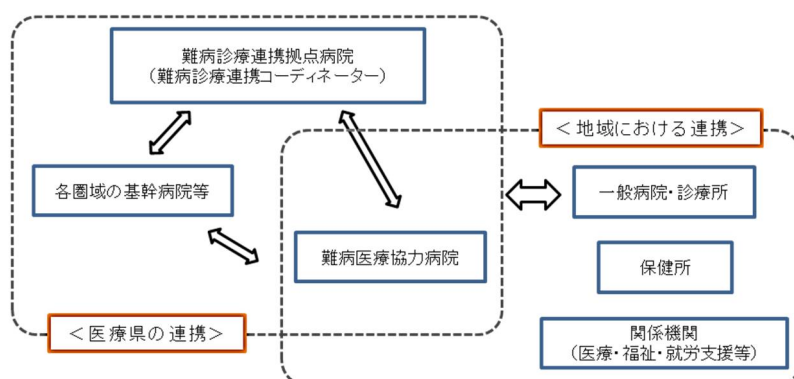 難病診療連携拠点病院
（難病診療連携コーディネーター）
＜地域における連携＞
各圏域の基幹病院等
一般病院・診療所
難病医療協力病院
保健所
＜医療県の連携＞
関係機関
（医療・福祉・就労支援等）